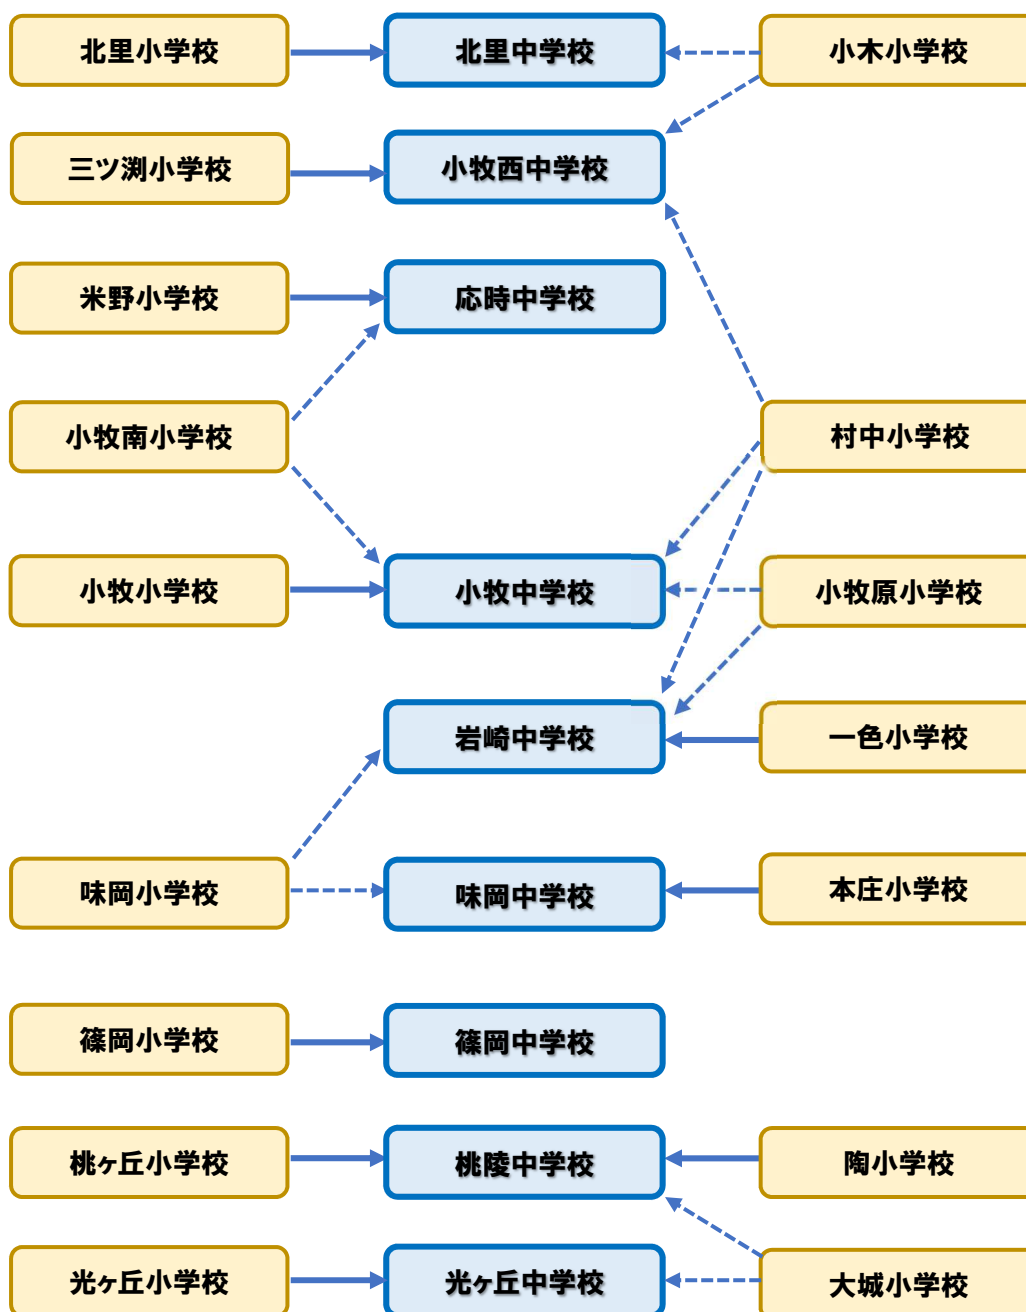 北里小学校
北里中学校
小木小学校
三ツ渕小学校
小牧西中学校
米野小学校
応時中学校
小牧南小学校
村中小学校
小牧小学校
小牧中学校
小牧原小学校
岩崎中学校
一色小学校
味岡小学校
味岡中学校
本庄小学校
篠岡小学校
篠岡中学校
桃ヶ丘小学校
桃陵中学校
陶小学校
光ヶ丘小学校
光ヶ丘中学校
大城小学校